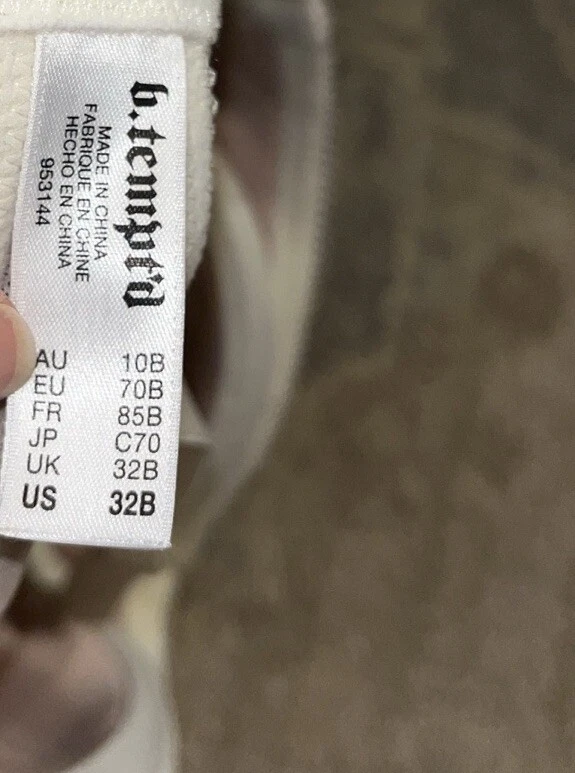 b.tempt'd
MADE IN CHINA
FABRIQUE EN CHINE
HECHO EN CHINA
953144
AU 10B
EU 70B
FR 85B
JP C70
UK 32B
US 32B